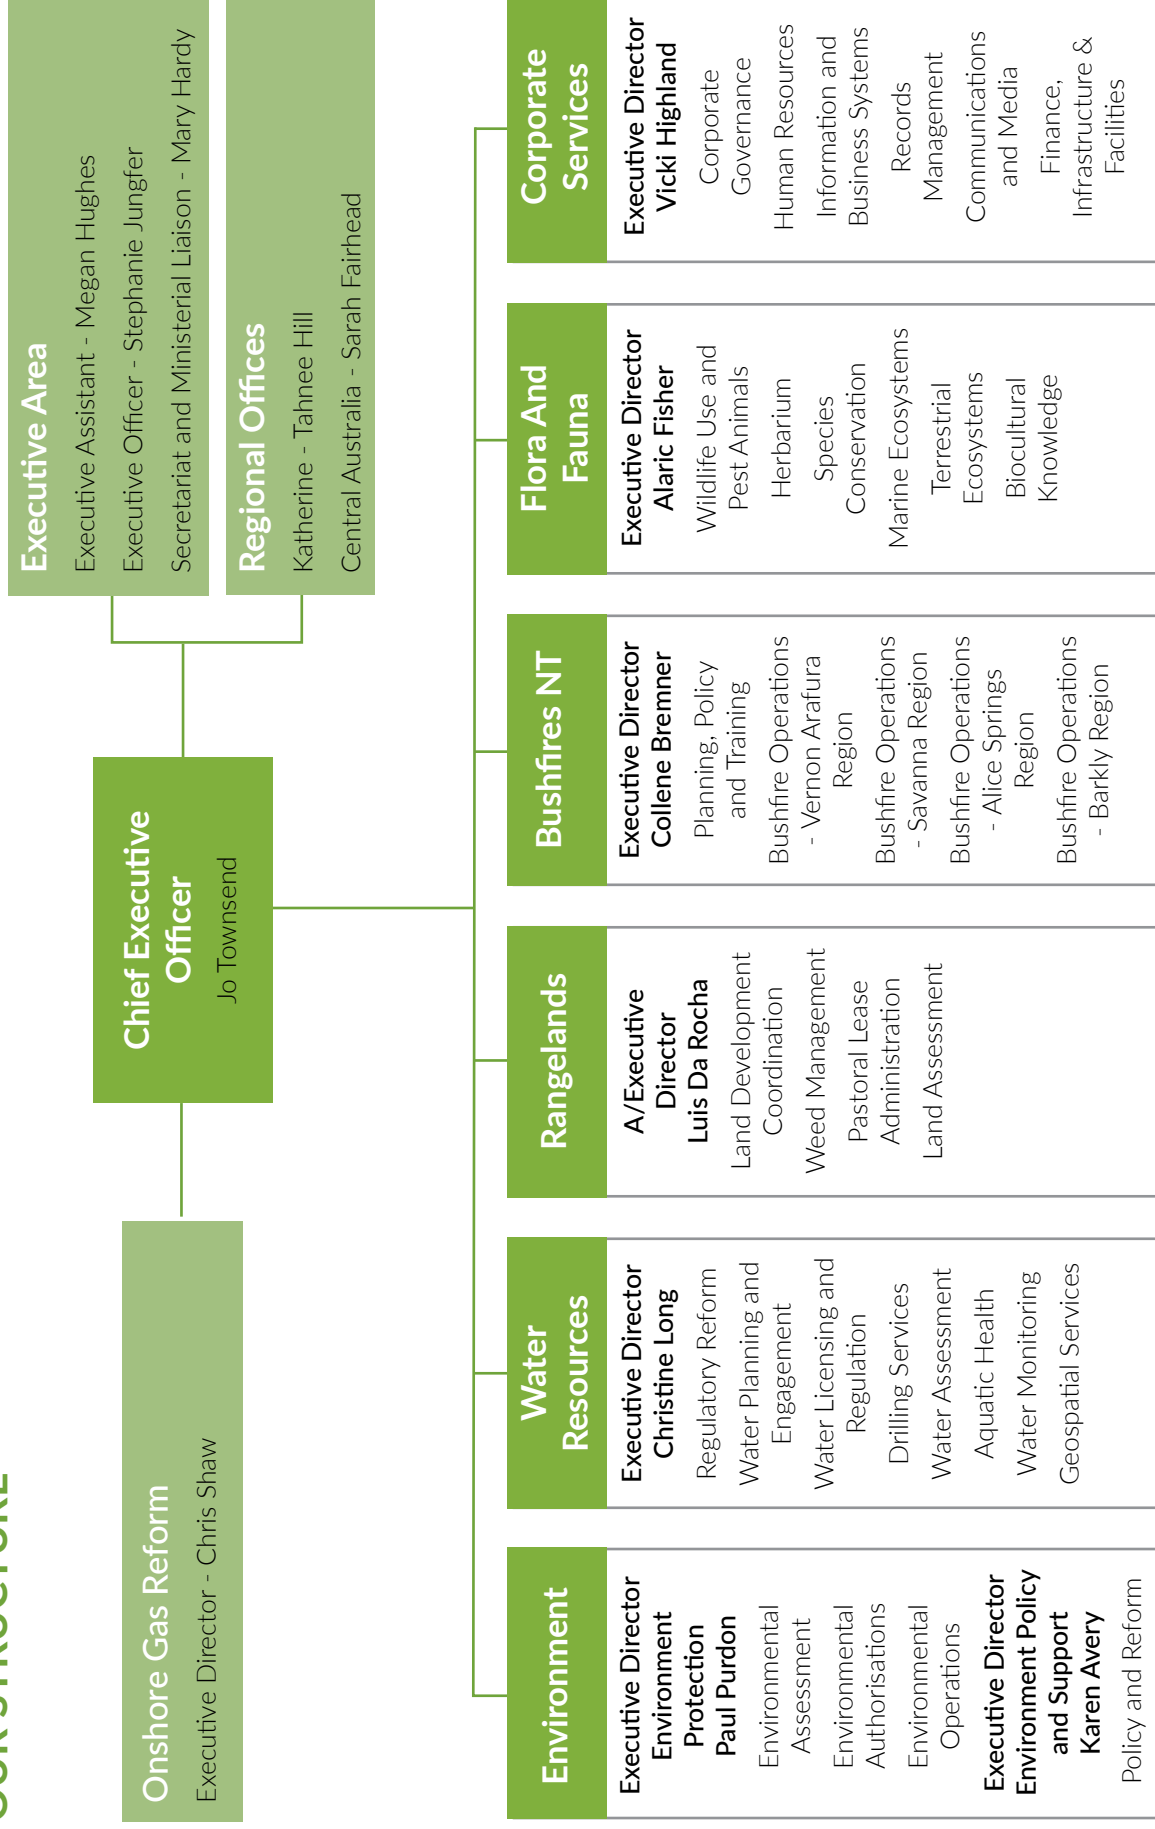 OUR STRUCTURE
Onshore Gas Reform
Executive Director - Chris Shaw
Chief Executive
Officer
Jo Townsend
Executive Area
Executive Assistant - Megan Hughes
Executive Officer - Stephanie Jungfer
Secretariat and Ministerial Liaison - Mary Hardy
Regional Offices
Katherine - Tahnee Hill
Central Australia - Sarah Fairhead
Environment
Executive Director
Environment
Protection
Paul Purdon
Environmental
Assessment
Environmental
Authorisations
Environmental
Operations
Executive Director
Environment Policy
and Support
Karen Avery
Policy and Reform
Water
Resources
Executive Director
Christine Long
Regulatory Reform
Water Planning and
Engagement
Water Licensing and
Regulation
Drilling Services
Water Assessment
Aquatic Health
Water Monitoring
Geospatial Services
Rangelands
A/Executive
Director
Luis Da Rocha
Land Development
Coordination
Weed Management
Pastoral Lease
Administration
Land Assessment
Bushfires NT
Executive Director
Collene Bremner
Planning, Policy
and Training
Bushfire Operations
- Vernon Arafura
Region
Bushfire Operations
- Savanna Region
Bushfire Operations
- Alice Springs
Region
Bushfire Operations
- Barkly Region
Flora And
Fauna
Executive Director
Alaric Fisher
Wildlife Use and
Pest Animals
Herbarium
Species
Conservation
Marine Ecosystems
Terrestrial
Ecosystems
Biocultural
Knowledge
Corporate
Services
Executive Director
Vicki Highland
Corporate
Governance
Human Resources
Information and
Business Systems
Records
Management
Communications
and Media
Finance,
Infrastructure &
Facilities